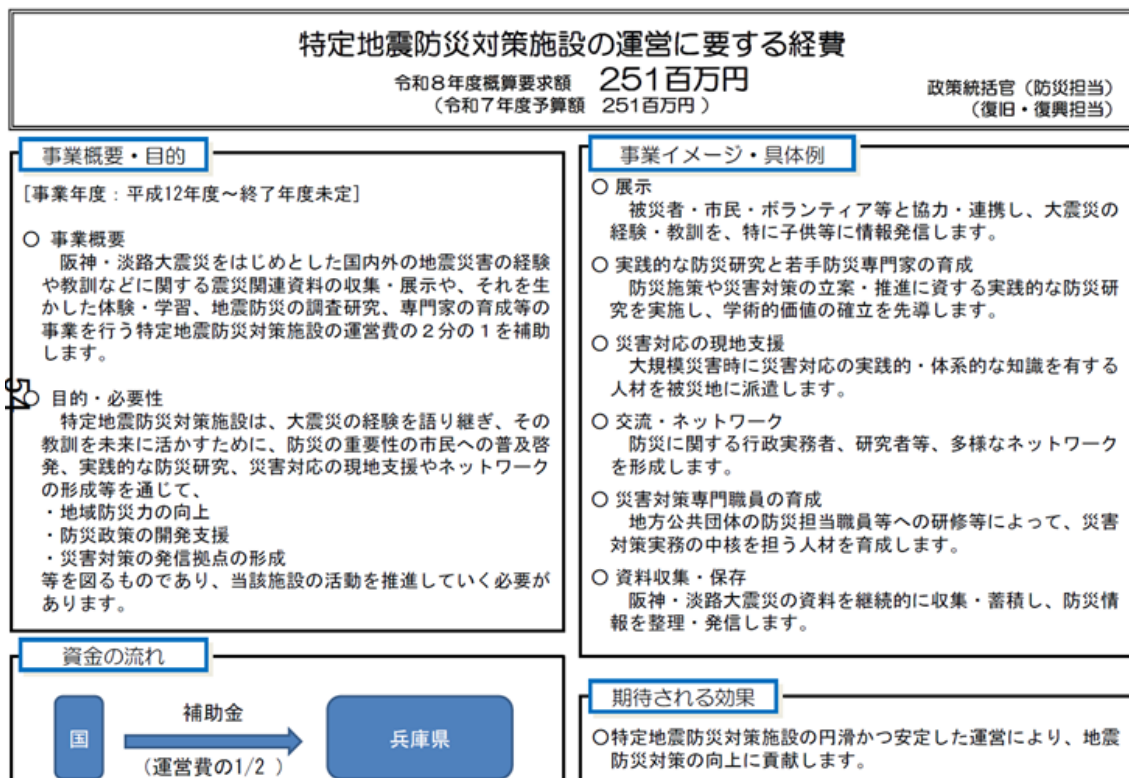 特定地震防災対策施設の運営に要する経費
令和8年度概算要求額 251百万円
（令和7年度予算額 251百万円 ）
政策統括官（防災担当）
（復旧・復興担当）
事業概要・目的
[事業年度：平成12年度～終了年度未定]
○ 事業概要
阪神・淡路大震災をはじめとした国内外の地震災害の経験
や教訓などに関する震災関連資料の収集・展示や、それを生
かした体験・学習、地震防災の調査研究、専門家の育成等の
事業を行う特定地震防災対策施設の運営費の２分の１を補助
します。
○ 目的・必要性
特定地震防災対策施設は、大震災の経験を語り継ぎ、その
教訓を未来に活かすために、防災の重要性の市民への普及啓
発、実践的な防災研究、災害対応の現地支援やネットワーク
の形成等を通じて、
・地域防災力の向上
・防災政策の開発支援
・災害対策の発信拠点の形成
等を図るものであり、当該施設の活動を推進していく必要が
あります。
54
資金の流れ
国
補助金
（運営費の1/2 ）
兵庫県
事業イメージ・具体例
○ 展示
被災者・市民・ボランティア等と協力・連携し、大震災の
経験・教訓を、特に子供等に情報発信します。
○ 実践的な防災研究と若手防災専門家の育成
防災施策や災害対策の立案・推進に資する実践的な防災研
究を実施し、学術的価値の確立を先導します。
○ 災害対応の現地支援
大規模災害時に災害対応の実践的・体系的な知識を有する
人材を被災地に派遣します。
○ 交流・ネットワーク
防災に関する行政実務者、研究者等、多様なネットワーク
を形成します。
○ 災害対策専門職員の育成
地方公共団体の防災担当職員等への研修等によって、災害
対策実務の中核を担う人材を育成します。
○ 資料収集・保存
阪神・淡路大震災の資料を継続的に収集・蓄積し、防災情
報を整理・発信します。
期待される効果
○特定地震防災対策施設の円滑かつ安定した運営により、地震
防災対策の向上に貢献します。